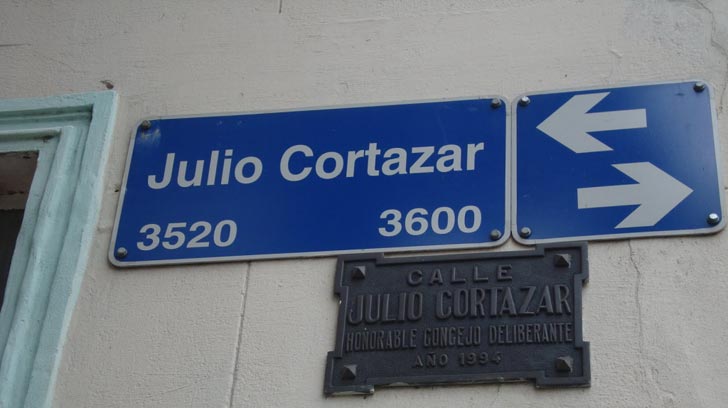 Julio Cortazar
3520 3600
CALLE
JULIO CORTAZAR
HONORABLE CONCEJO DELIBERANTE
AÑO 1994